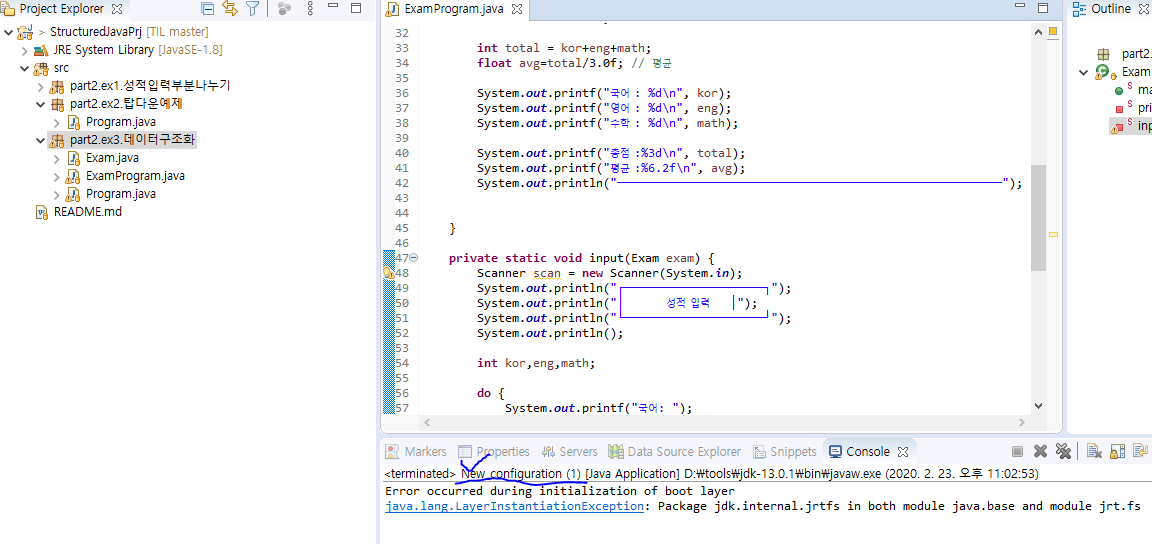 Project Explorer
> StructuredJavaPrj [TIL master]
JRE System Library [JavaSE-1.8]
src
part2.ex1.성적입력부분나누기
part2.ex2.탑다운예제
Program.java
part2.ex3.데이터구조화
Exam.java
ExamProgram.java
Program.java
README.md
ExamProgram.java
32
33 int total = kor+eng+math;
34 float avg=total/3.0f; // 평균
35
36 System.out.printf("국어 : %d\n", kor);
37 System.out.printf("영어 : %d\n", eng);
38 System.out.printf("수학 : %d\n", math);
39
40 System.out.printf("총점 :%3d\n", total);
41 System.out.printf("평균 :%6.2f\n", avg);
42 System.out.println("───────────────────────────────────────────────────────");
43
44
45 }
46
47 private static void input(Exam exam) {
48 Scanner scan = new Scanner(System.in);
49 System.out.println("┌─────────────────────┐");
50 System.out.println("│ 성적 입력 │");
51 System.out.println("└─────────────────────┘");
52 System.out.println();
53
54 int kor,eng,math;
55
56 do {
57 System.out.printf("국어: ");
Outline
part2.
Exam
ma
pri
inp
Markers Properties Servers Data Source Explorer Snippets Console
<terminated> New_configuration (1) [Java Application] D:₩tools₩jdk-13.0.1₩bin₩javaw.exe (2020. 2. 23. 오후 11:02:53)
Error occurred during initialization of boot layer
java.lang.LayerInstantiationException: Package jdk.internal.jrtfs in both module java.base and module jrt.fs